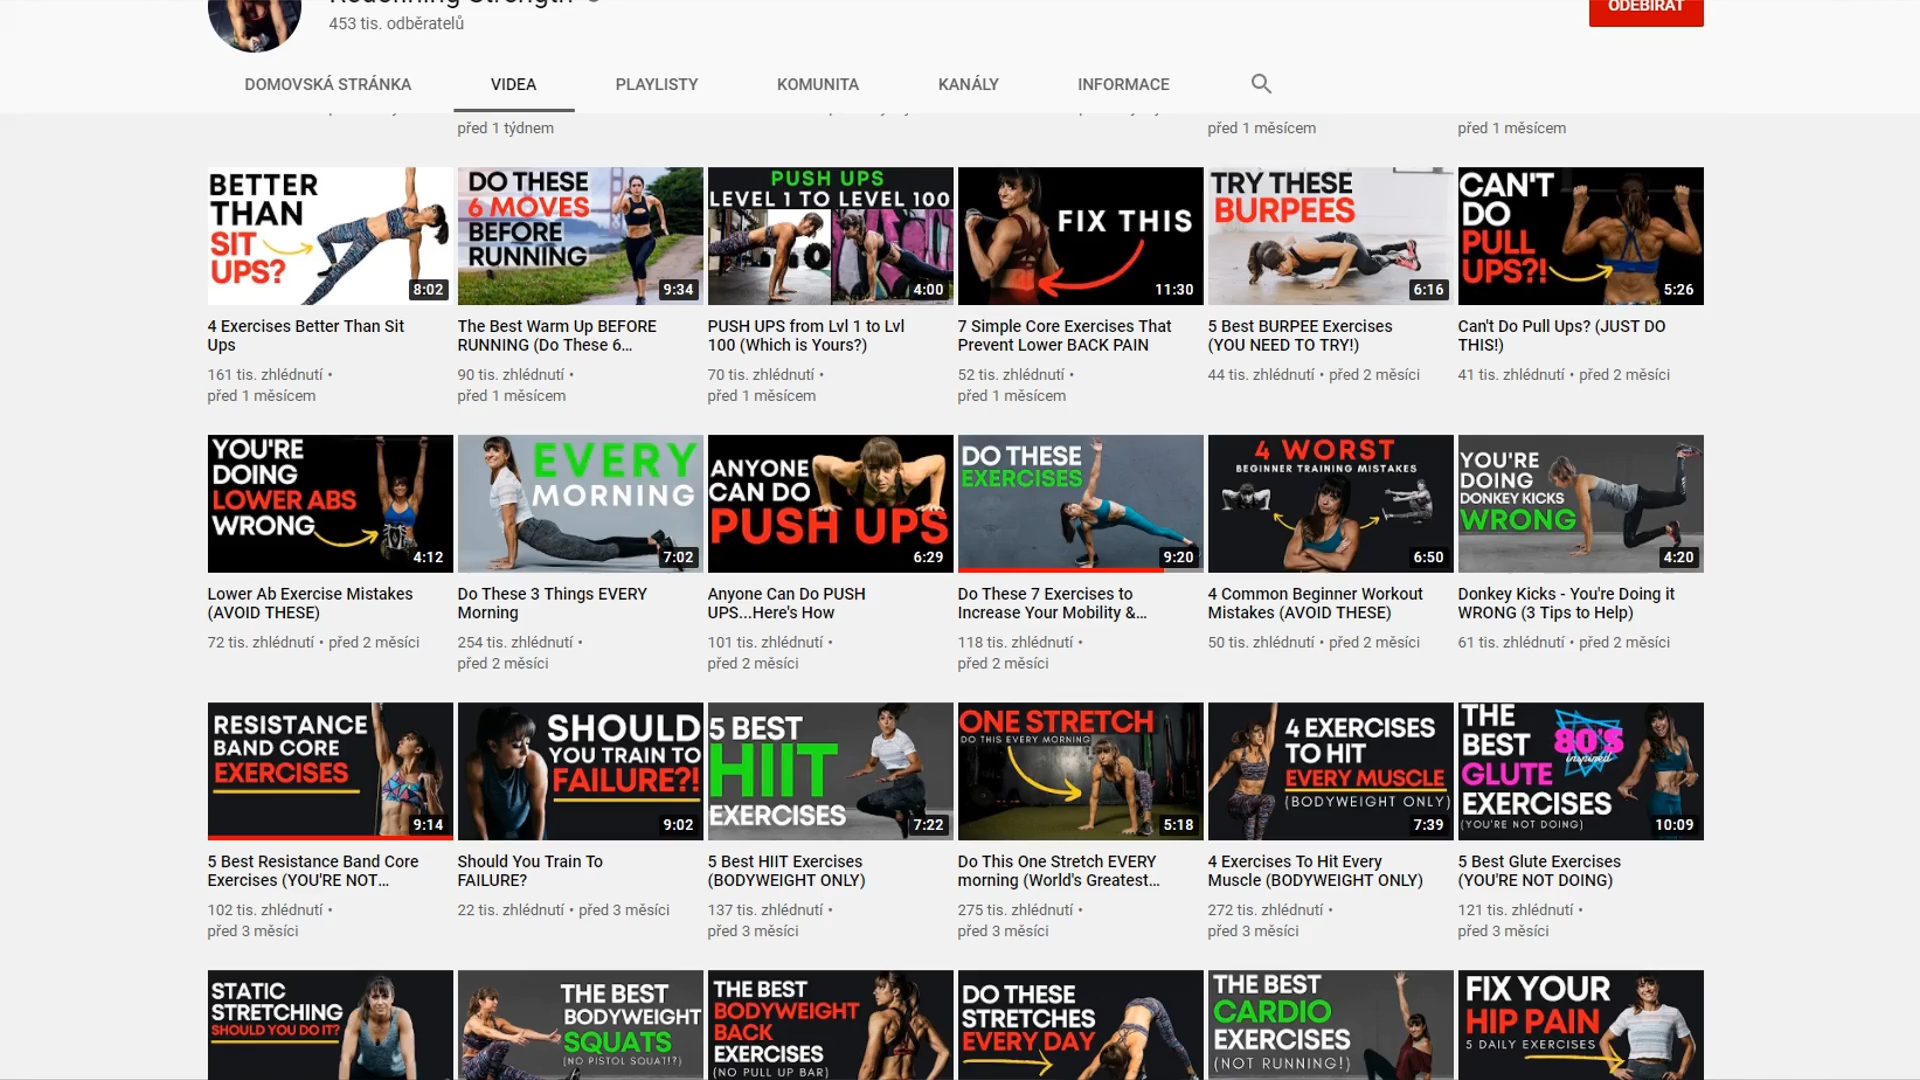 Redefining Strength
453 tis. odběratelů
ODEBÍRAT
DOMOVSKÁ STRÁNKA
VIDEA
PLAYLISTY
KOMUNITA
KANÁLY
INFORMACE
před 1 týdnem
před 1 měsícem
před 1 měsícem
BETTER
THAN
SIT
UPS?
8:02
DO THESE
6 MOVES
BEFORE
RUNNING
9:34
PUSH UPS
LEVEL 1 TO LEVEL 100
4:00
FIX THIS
11:30
TRY THESE
BURPEES
6:16
CAN'T
DO
PULL
UPS?!
5:26
4 Exercises Better Than Sit
Ups
161 tis. zhlédnutí •
před 1 měsícem
The Best Warm Up BEFORE
RUNNING (Do These 6...
90 tis. zhlédnutí •
před 1 měsícem
PUSH UPS from Lvl 1 to Lvl
100 (Which is Yours?)
70 tis. zhlédnutí •
před 1 měsícem
7 Simple Core Exercises That
Prevent Lower BACK PAIN
52 tis. zhlédnutí •
před 1 měsícem
5 Best BURPEE Exercises
(YOU NEED TO TRY!)
44 tis. zhlédnutí • před 2 měsíci
Can't Do Pull Ups? (JUST DO
THIS!)
41 tis. zhlédnutí • před 2 měsíci
YOU'RE
DOING
LOWER ABS
WRONG
4:12
EVERY
MORNING
7:02
ANYONE
CAN DO
PUSH UPS
6:29
DO THESE
EXERCISES
9:20
4 WORST
BEGINNER TRAINING MISTAKES
6:50
YOU'RE
DOING
DONKEY KICKS
WRONG
4:20
Lower Ab Exercise Mistakes
(AVOID THESE)
72 tis. zhlédnutí • před 2 měsíci
Do These 3 Things EVERY
Morning
254 tis. zhlédnutí •
před 2 měsíci
Anyone Can Do PUSH
UPS...Here's How
101 tis. zhlédnutí •
před 2 měsíci
Do These 7 Exercises to
Increase Your Mobility &...
118 tis. zhlédnutí •
před 2 měsíci
4 Common Beginner Workout
Mistakes (AVOID THESE)
50 tis. zhlédnutí • před 2 měsíci
Donkey Kicks - You're Doing it
WRONG (3 Tips to Help)
61 tis. zhlédnutí • před 2 měsíci
RESISTANCE
BAND CORE
EXERCISES
9:14
SHOULD
YOU TRAIN TO
FAILURE?!
9:02
5 BEST
HIIT
EXERCISES
7:22
ONE STRETCH
DO THIS EVERY MORNING
5:18
4 EXERCISES
TO HIT
EVERY MUSCLE
(BODYWEIGHT ONLY)
7:39
THE
BEST
80'S
inspired
GLUTE
EXERCISES
(YOU'RE NOT DOING)
10:09
5 Best Resistance Band Core
Exercises (YOU'RE NOT...
102 tis. zhlédnutí •
před 3 měsíci
Should You Train To
FAILURE?
22 tis. zhlédnutí • před 3 měsíci
5 Best HIIT Exercises
(BODYWEIGHT ONLY)
137 tis. zhlédnutí •
před 3 měsíci
Do This One Stretch EVERY
morning (World's Greatest...
275 tis. zhlédnutí •
před 3 měsíci
4 Exercises To Hit Every
Muscle (BODYWEIGHT ONLY)
272 tis. zhlédnutí •
před 3 měsíci
5 Best Glute Exercises
(YOU'RE NOT DOING)
121 tis. zhlédnutí •
před 3 měsíci
STATIC
STRETCHING
SHOULD YOU DO IT?
THE BEST
BODYWEIGHT
SQUATS
(NO PISTOL SQUAT!?)
THE BEST
BODYWEIGHT
BACK
EXERCISES
(NO PULL UP BAR)
DO THESE
STRETCHES
EVERY DAY
THE BEST
CARDIO
EXERCISES
(NOT RUNNING!)
FIX YOUR
HIP PAIN
5 DAILY EXERCISES